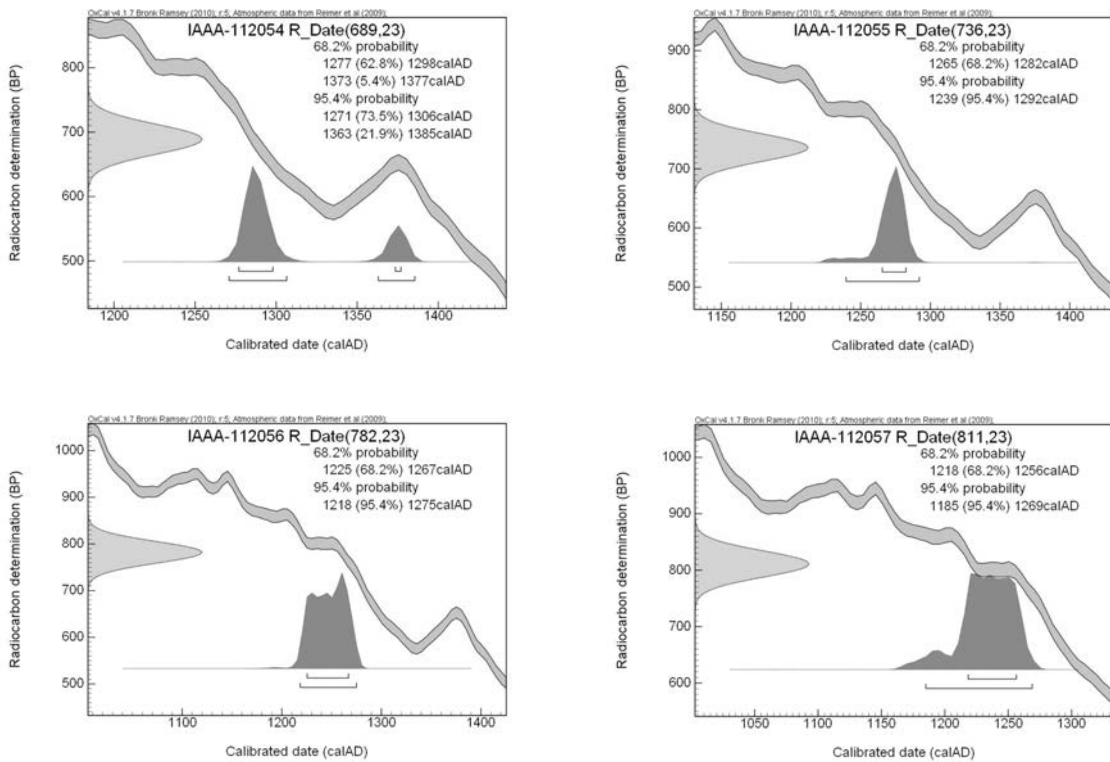 OxCal v4.1.7 Bronk Ramsey (2010); r:5; Atmospheric data from Reimer et al (2009);
IAAA-112054 R_Date(689,23)
68.2% probability
1277 (62.8%) 1298calAD
1373 (5.4%) 1377calAD
95.4% probability
1271 (73.5%) 1306calAD
1363 (21.9%) 1385calAD
Radiocarbon determination (BP)
800
700
600
500
1200 1250 1300 1350 1400
Calibrated date (calAD)
OxCal v4.1.7 Bronk Ramsey (2010); r:5; Atmospheric data from Reimer et al (2009);
IAAA-112055 R_Date(736,23)
68.2% probability
1265 (68.2%) 1282calAD
95.4% probability
1239 (95.4%) 1292calAD
Radiocarbon determination (BP)
900
800
700
600
500
1150 1200 1250 1300 1350 1400
Calibrated date (calAD)
OxCal v4.1.7 Bronk Ramsey (2010); r:5; Atmospheric data from Reimer et al (2009);
IAAA-112056 R_Date(782,23)
68.2% probability
1225 (68.2%) 1267calAD
95.4% probability
1218 (95.4%) 1275calAD
Radiocarbon determination (BP)
1000
900
800
700
600
500
1100 1200 1300 1400
Calibrated date (calAD)
OxCal v4.1.7 Bronk Ramsey (2010); r:5; Atmospheric data from Reimer et al (2009);
IAAA-112057 R_Date(811,23)
68.2% probability
1218 (68.2%) 1256calAD
95.4% probability
1185 (95.4%) 1269calAD
Radiocarbon determination (BP)
1000
900
800
700
600
1050 1100 1150 1200 1250 1300
Calibrated date (calAD)